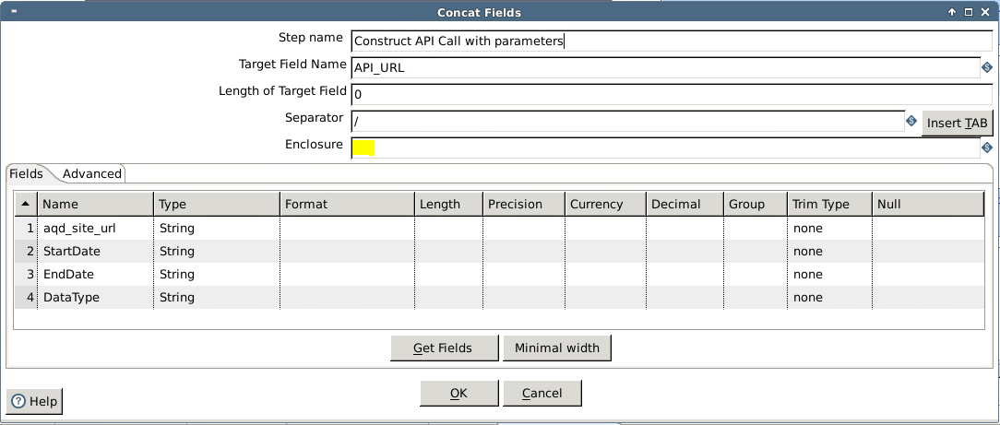 Concat Fields
Step name Construct API Call with parameters
Target Field Name API_URL
Length of Target Field 0
Separator / Insert TAB
Enclosure
Fields Advanced
Name Type Format Length Precision Currency Decimal Group Trim Type Null
1 aqd_site_url String none
2 StartDate String none
3 EndDate String none
4 DataType String none
Get Fields Minimal width
OK Cancel
Help